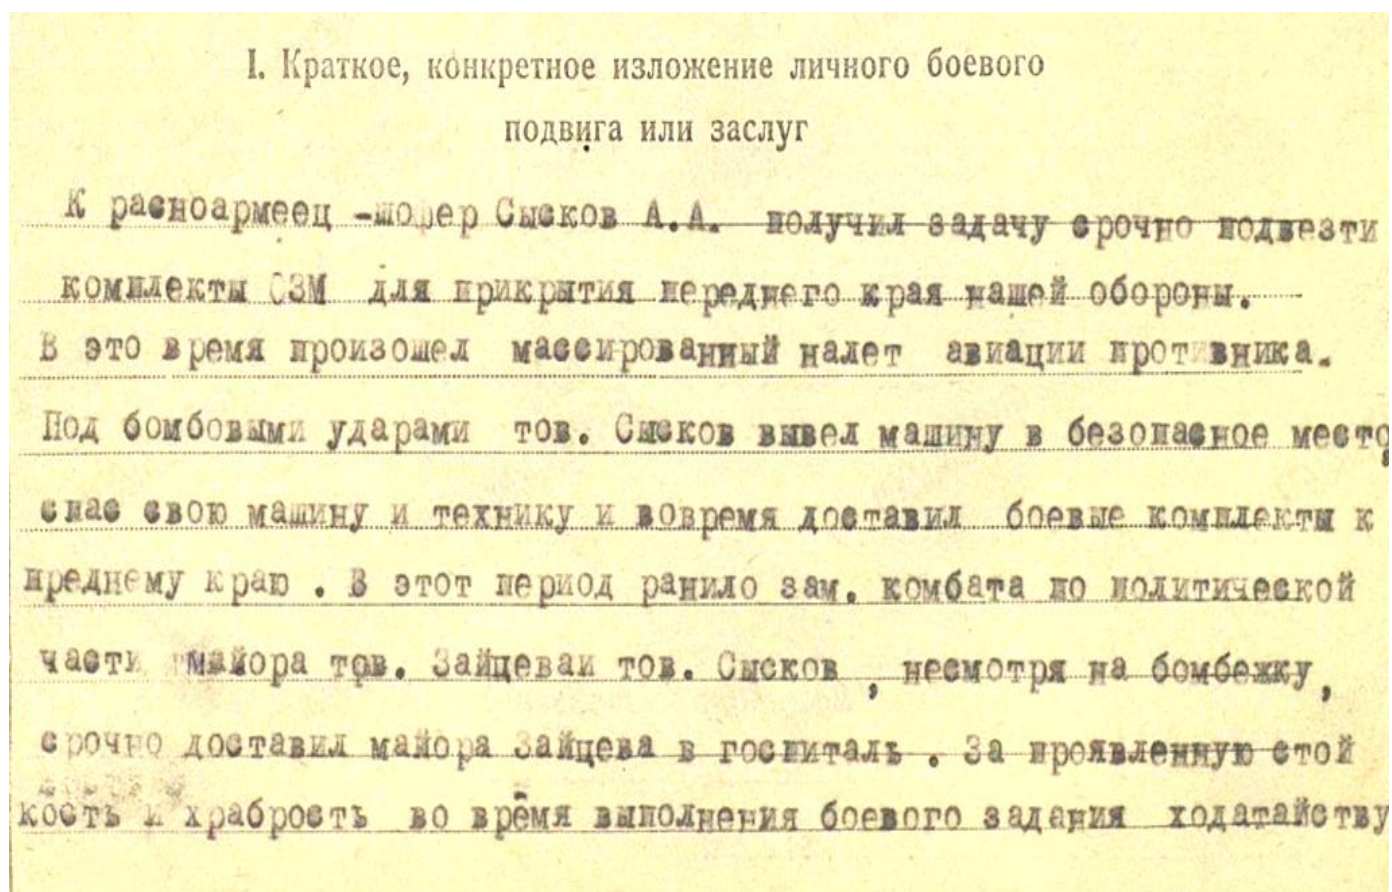 I. Краткое, конкретное изложение личного боевого
подвига или заслуг
К расноармеец -шофер Сысков А.А. получил задачу срочно подвезти
комплекты СЗМ для прикрытия переднего края нашей обороны.
В это время произошел массированный налет авиации противника.
Под бомбовыми ударами тов. Сысков вывел машину в безопасное место,
спас свою машину и технику и вовремя доставил боевые комплекты к
преднему краю . В этот период ранило зам. комбата по политической
части майора тов. Зайцеваи тов. Сысков , несмотря на бомбежку,
срочно доставил майора Зайцева в госпиталь . За проявленную стой
кость и храбрость во время выполнения боевого задания ходатайству